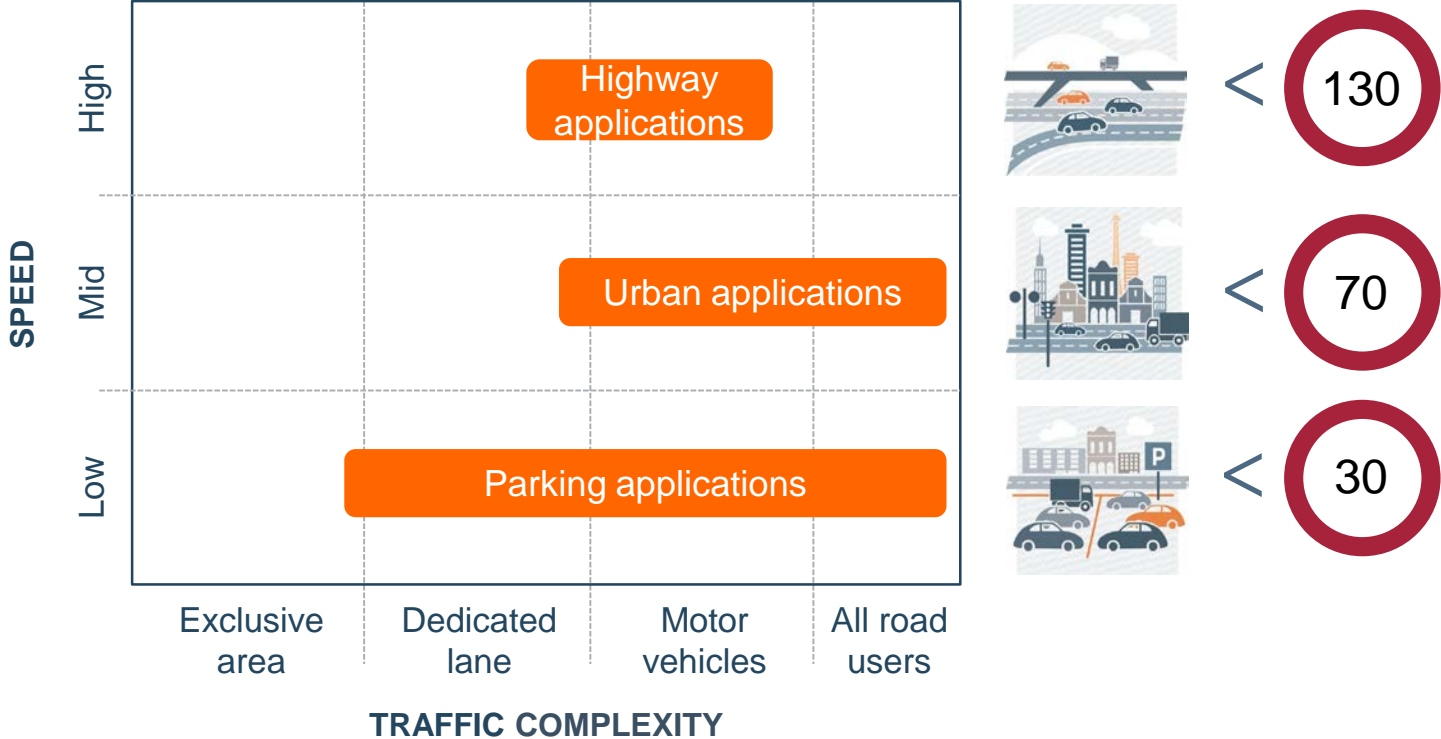 SPEED
High
Highway
applications
<
130
Mid
Urban applications
<
70
Low
Parking applications
P
<
30
Exclusive
area
Dedicated
lane
Motor
vehicles
All road
users
TRAFFIC COMPLEXITY